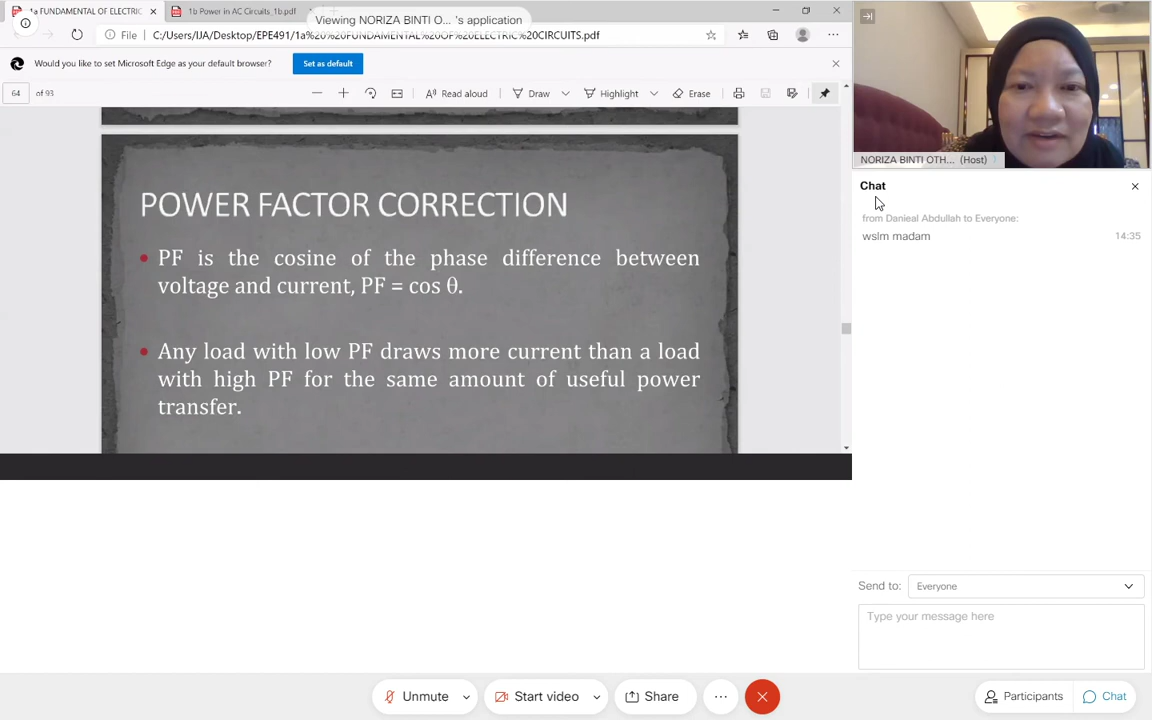 1a FUNDAMENTAL OF ELECTRIC
1b Power in AC Circuits_1b.pdf
Viewing NORIZA BINTI O... 's application
File
C:/Users/IJA/Desktop/EPE491/1a%20%20FUNDAMENTAL%20OF%20ELECTRIC%20CIRCUITS.pdf
Would you like to set Microsoft Edge as your default browser?
Set as default
64
of 93
Read aloud
Draw
Highlight
Erase
POWER FACTOR CORRECTION
• PF is the cosine of the phase difference between
voltage and current, PF = cos θ.
• Any load with low PF draws more current than a load
with high PF for the same amount of useful power
transfer.
NORIZA BINTI OTH... (Host)
Chat
from Danieal Abdullah to Everyone:
wslm madam
14:35
Send to:
Everyone
Type your message here
Unmute
Start video
Share
Participants
Chat